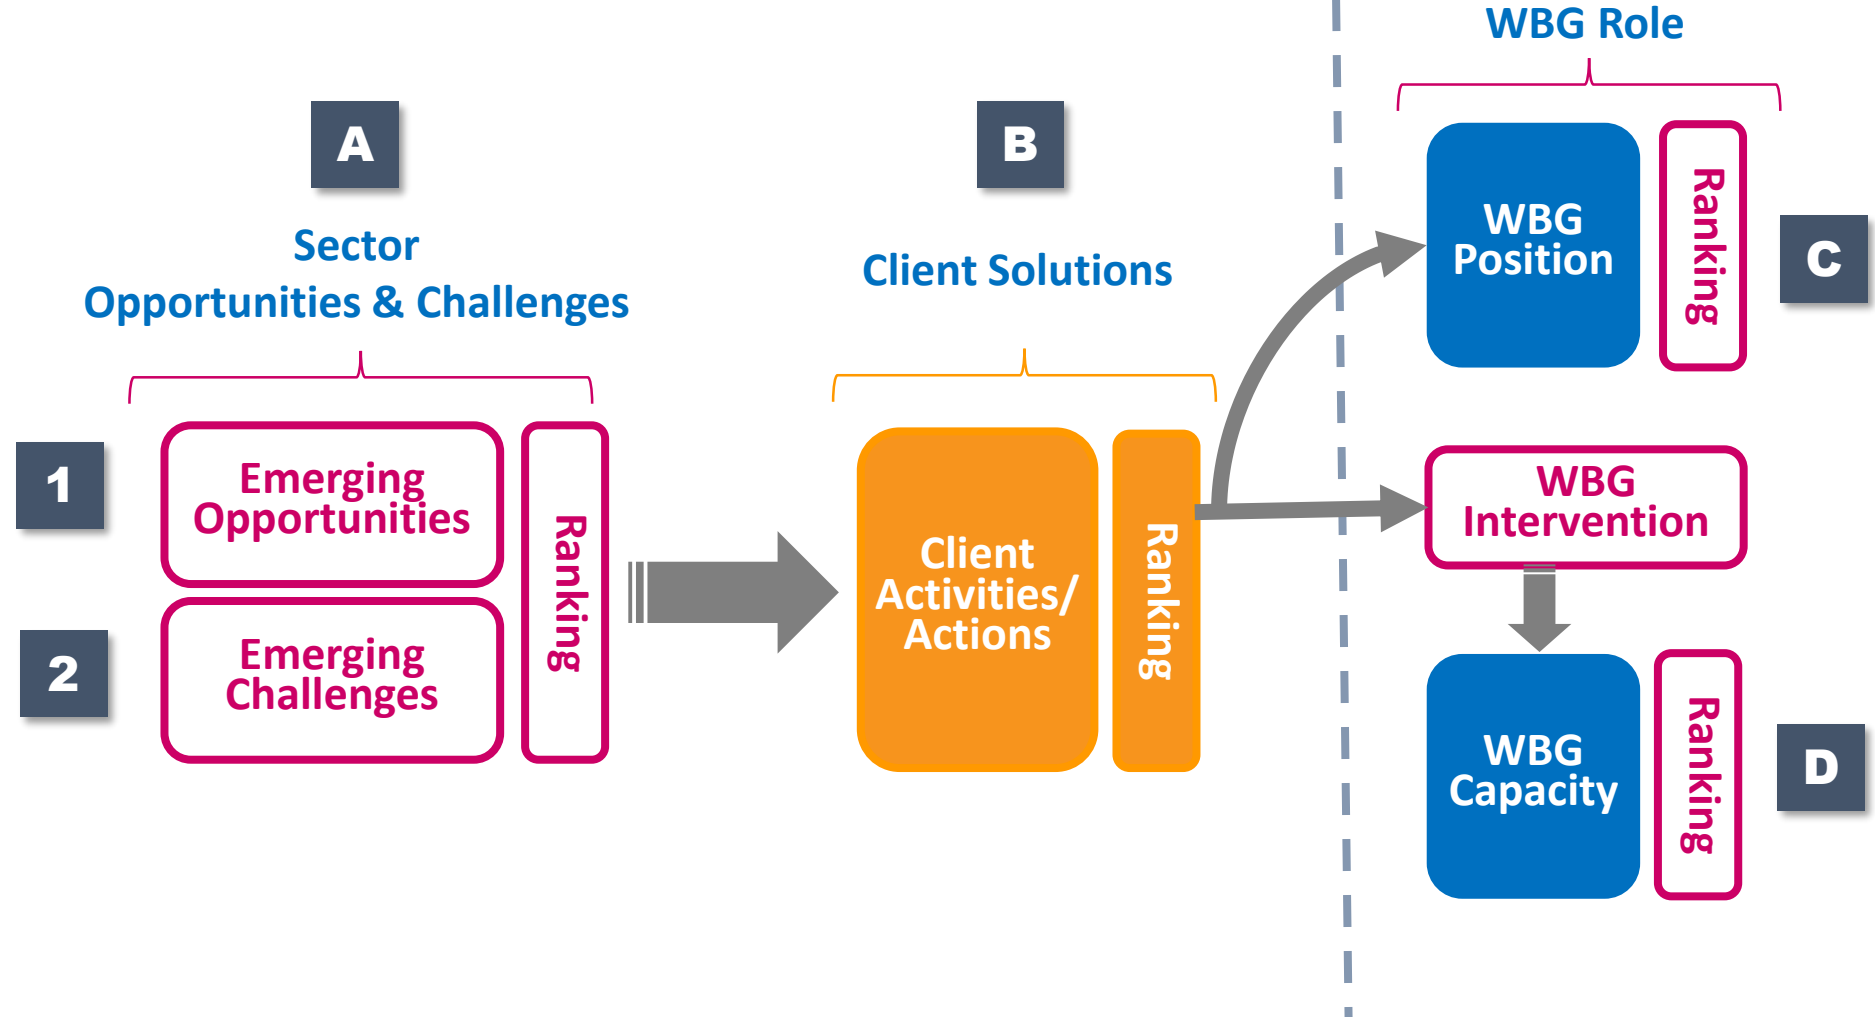 A
Sector
Opportunities & Challenges
1
Emerging
Opportunities
2
Emerging
Challenges
Ranking
B
Client Solutions
Client
Activities/
Actions
Ranking
WBG Role
WBG
Position
Ranking
C
WBG
Intervention
WBG
Capacity
Ranking
D